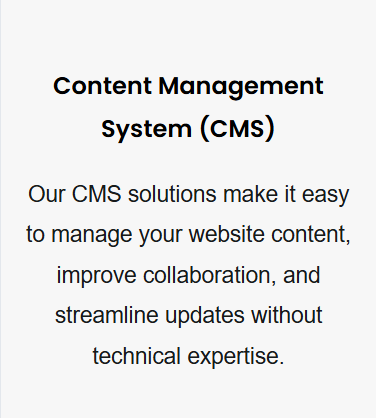 Content Management
System (CMS)
Our CMS solutions make it easy
to manage your website content,
improve collaboration, and
streamline updates without
technical expertise.